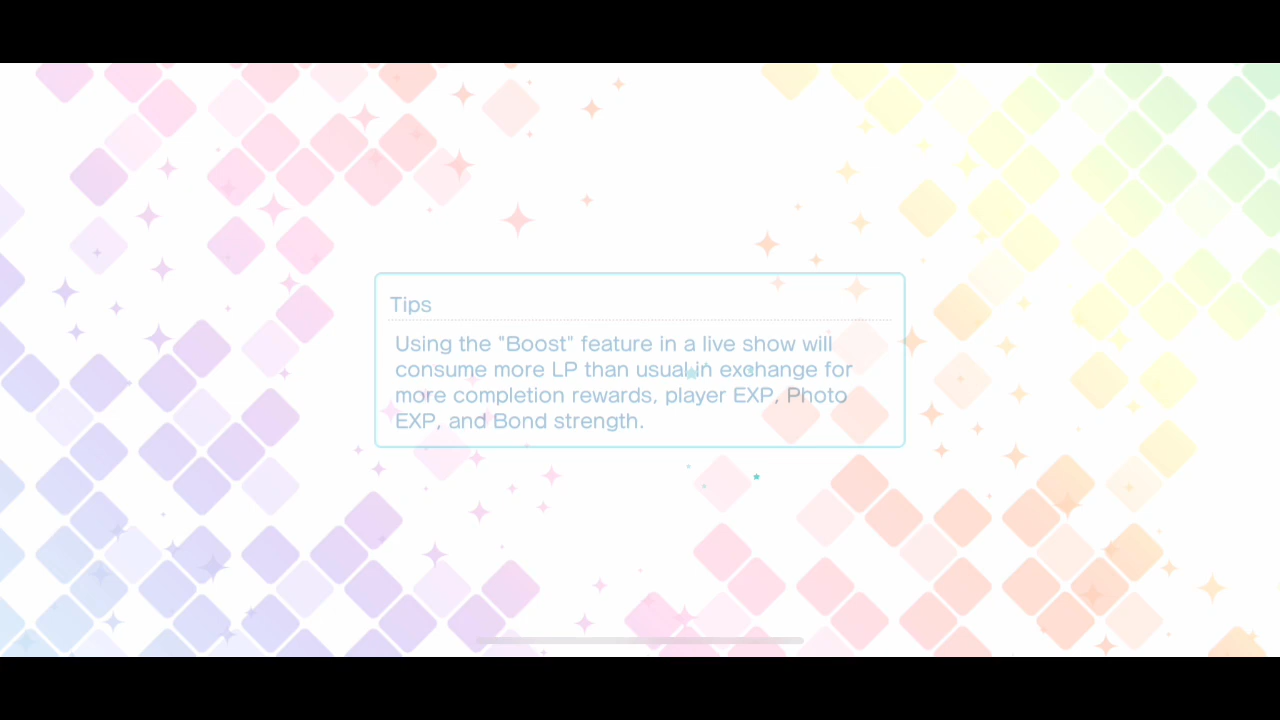 Tips
Using the "Boost" feature in a live show will
consume more LP than usual in exchange for
more completion rewards, player EXP, Photo
EXP, and Bond strength.